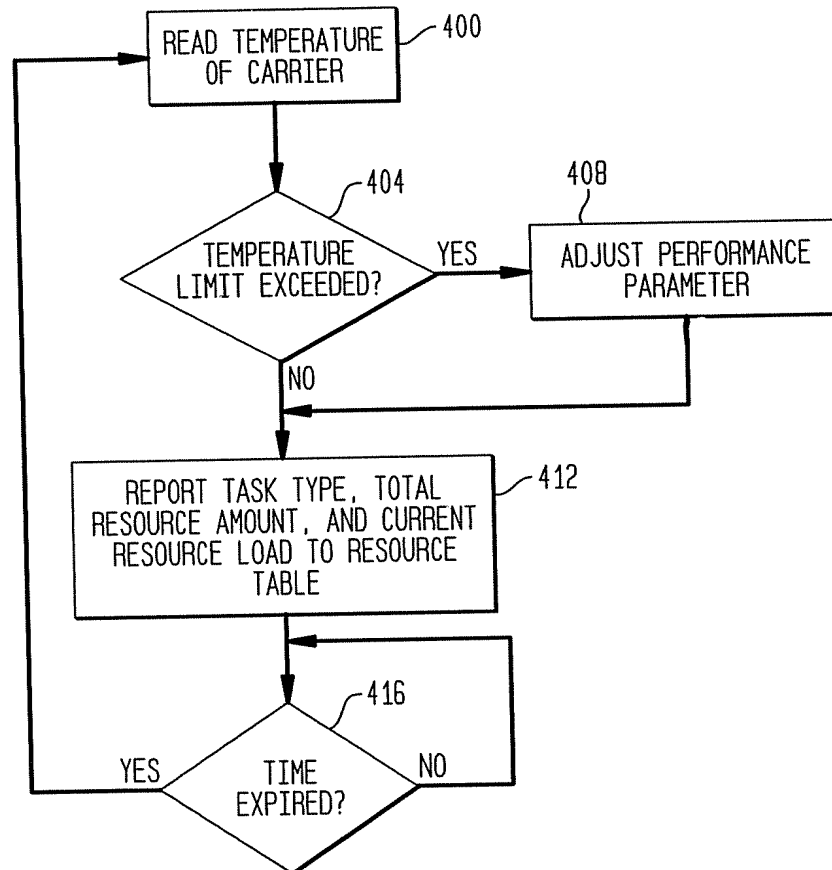 READ TEMPERATURE
OF CARRIER
400
404
TEMPERATURE
LIMIT EXCEEDED?
YES
408
ADJUST PERFORMANCE
PARAMETER
NO
REPORT TASK TYPE, TOTAL
RESOURCE AMOUNT, AND CURRENT
RESOURCE LOAD TO RESOURCE
TABLE
412
416
YES
TIME
EXPIRED?
NO